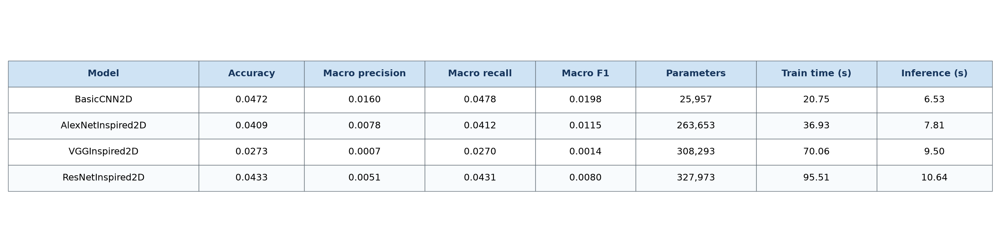 Model Accuracy Macro precision Macro recall Macro F1 Parameters Train time (s) Inference (s)
BasicCNN2D 0.0472 0.0160 0.0478 0.0198 25,957 20.75 6.53
AlexNetInspired2D 0.0409 0.0078 0.0412 0.0115 263,653 36.93 7.81
VGGInspired2D 0.0273 0.0007 0.0270 0.0014 308,293 70.06 9.50
ResNetInspired2D 0.0433 0.0051 0.0431 0.0080 327,973 95.51 10.64